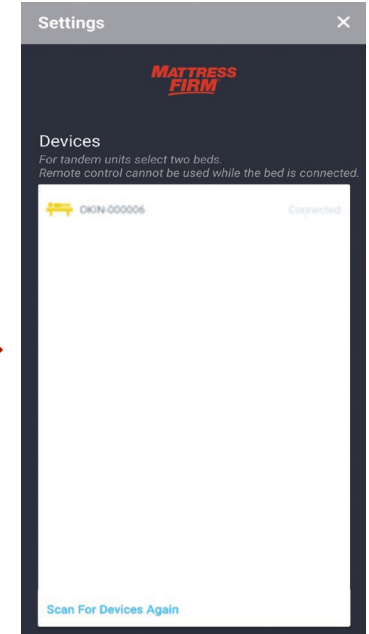 Settings
MATTRESS
FIRM
Devices
For tandem units select two beds.
Remote control cannot be used while the bed is connected.
OKIN-000006 Connected
Scan For Devices Again